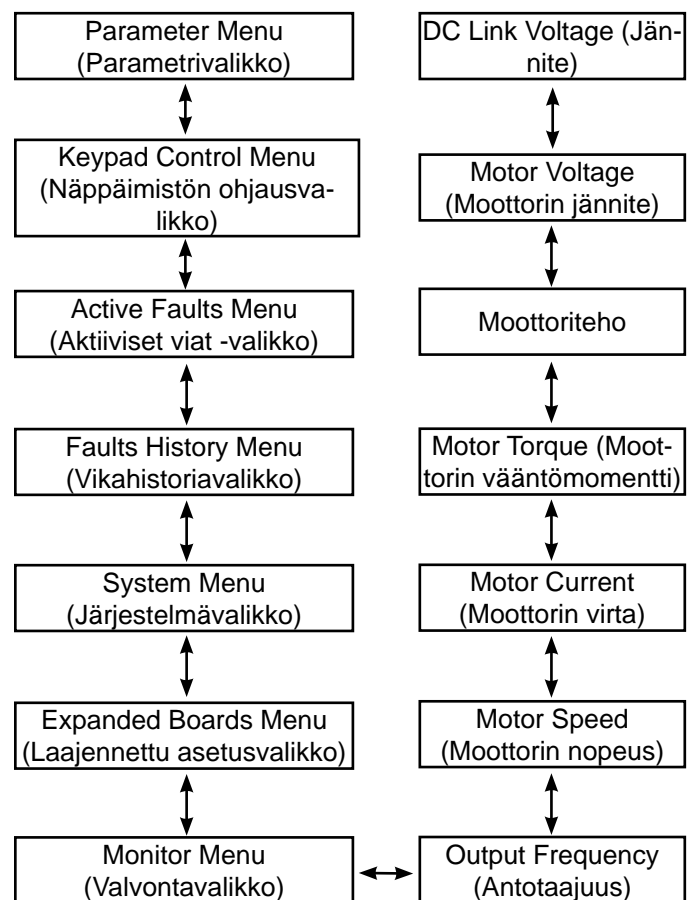 Parameter Menu
(Parametrivalikko)
Keypad Control Menu
(Näppäimistön ohjausva-
likko)
Active Faults Menu
(Aktiiviset viat -valikko)
Faults History Menu
(Vikahistoriavalikko)
System Menu
(Järjestelmävalikko)
Expanded Boards Menu
(Laajennettu asetusvalikko)
Monitor Menu
(Valvontavalikko)
DC Link Voltage (Jän-
nite)
Motor Voltage
(Moottorin jännite)
Moottoriteho
Motor Torque (Moot-
torin vääntömomentti)
Motor Current
(Moottorin virta)
Motor Speed
(Moottorin nopeus)
Output Frequency
(Antotaajuus)